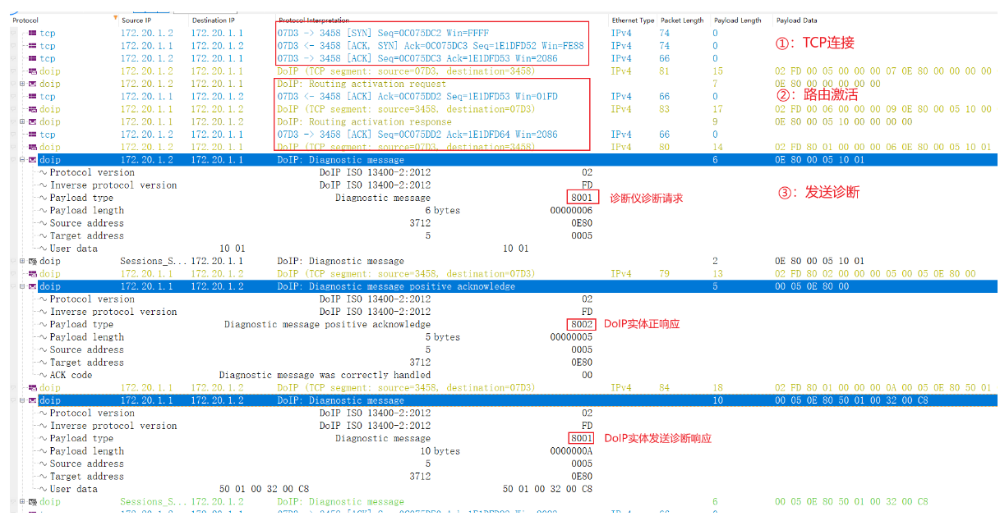 Protocol Source IP Destination IP Protocol Interpretation Ethernet Type Packet Length Payload Length Payload Data
tcp 172.20.1.2 172.20.1.1 07D3 -> 3458 [SYN] Seq=0C075DC2 Win=FFFF IPv4 74 0
tcp 172.20.1.1 172.20.1.2 07D3 <- 3458 [ACK, SYN] Ack=0C075DC3 Seq=1E1DFD52 Win=FE88 IPv4 74 0 ①：TCP连接
tcp 172.20.1.2 172.20.1.1 07D3 -> 3458 [ACK] Seq=0C075DC3 Ack=1E1DFD53 Win=2086 IPv4 66 0
doip 172.20.1.2 172.20.1.1 DoIP (TCP segment: source=07D3, destination=3458) IPv4 81 15 02 FD 00 05 00 00 00 07 0E 80 00 00 00 00
doip 172.20.1.2 172.20.1.1 DoIP: Routing activation request 7 0E 80 00 00 00 00 00
tcp 172.20.1.1 172.20.1.2 07D3 <- 3458 [ACK] Ack=0C075DD2 Seq=1E1DFD53 Win=01FD IPv4 66 0 ②：路由激活
doip 172.20.1.1 172.20.1.2 DoIP (TCP segment: source=3458, destination=07D3) IPv4 83 17 02 FD 00 06 00 00 00 09 0E 80 00 05 10 00
doip 172.20.1.1 172.20.1.2 DoIP: Routing activation response 9 0E 80 00 05 10 00 00 00 00
tcp 172.20.1.2 172.20.1.1 07D3 -> 3458 [ACK] Seq=0C075DD2 Ack=1E1DFD64 Win=2086 IPv4 66 0
doip 172.20.1.2 172.20.1.1 DoIP (TCP segment: source=07D3, destination=3458) IPv4 80 14 02 FD 80 01 00 00 00 06 0E 80 00 05 10 01
doip 172.20.1.2 172.20.1.1 DoIP: Diagnostic message 6 0E 80 00 05 10 01
Protocol version DoIP ISO 13400-2:2012 02
Inverse protocol version DoIP ISO 13400-2:2012 FD
Payload type Diagnostic message 8001 诊断仪诊断请求 ③：发送诊断
Payload length 6 bytes 00000006
Source address 3712 0E80
Target address 5 0005
User data 10 01 10 01
doip Sessions_S... 172.20.1.1 DoIP: Diagnostic message 2 0E 80 00 05 10 01
doip 172.20.1.1 172.20.1.2 DoIP (TCP segment: source=3458, destination=07D3) IPv4 79 13 02 FD 80 02 00 00 00 05 00 05 0E 80 00
doip 172.20.1.1 172.20.1.2 DoIP: Diagnostic message positive acknowledge 5 00 05 0E 80 00
Protocol version DoIP ISO 13400-2:2012 02
Inverse protocol version DoIP ISO 13400-2:2012 FD
Payload type Diagnostic message positive acknowledge 8002 DoIP实体正响应
Payload length 5 bytes 00000005
Source address 5 0005
Target address 3712 0E80
ACK code Diagnostic message was correctly handled 00
doip 172.20.1.1 172.20.1.2 DoIP (TCP segment: source=3458, destination=07D3) IPv4 84 18 02 FD 80 01 00 00 00 0A 00 05 0E 80 50 01
doip 172.20.1.1 172.20.1.2 DoIP: Diagnostic message 10 00 05 0E 80 50 01 00 32 00 C8
Protocol version DoIP ISO 13400-2:2012 02
Inverse protocol version DoIP ISO 13400-2:2012 FD
Payload type Diagnostic message 8001 DoIP实体发送诊断响应
Payload length 10 bytes 0000000A
Source address 5 0005
Target address 3712 0E80
User data 50 01 00 32 00 C8 50 01 00 32 00 C8
doip Sessions_S... 172.20.1.2 DoIP: Diagnostic message 6 00 05 0E 80 50 01 00 32 00 C8